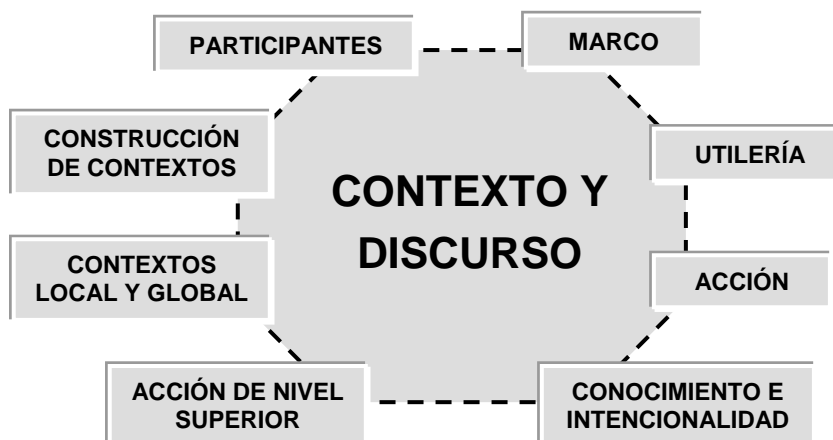 PARTICIPANTES
MARCO
CONSTRUCCIÓN
DE CONTEXTOS
UTILERÍA
CONTEXTO Y
DISCURSO
CONTEXTOS
LOCAL Y GLOBAL
ACCIÓN
ACCIÓN DE NIVEL
SUPERIOR
CONOCIMIENTO E
INTENCIONALIDAD